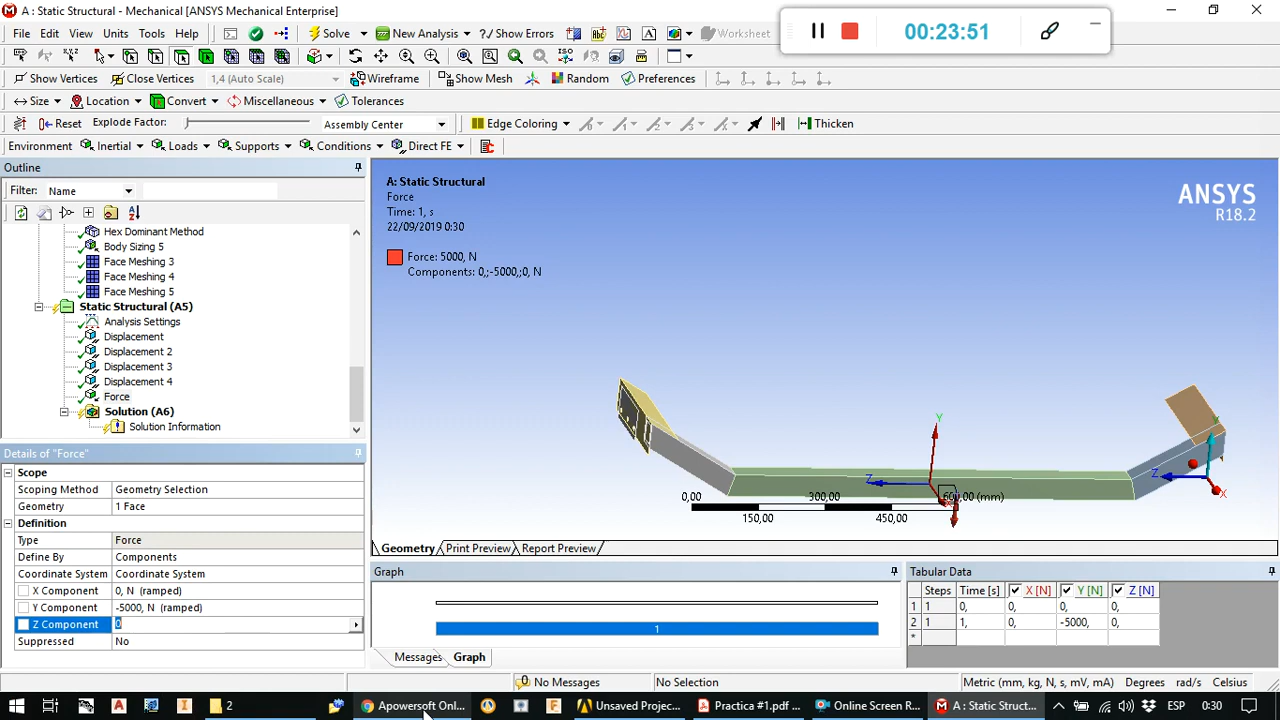 A : Static Structural - Mechanical [ANSYS Mechanical Enterprise]
00:23:51
File Edit View Units Tools Help Solve New Analysis ?/ Show Errors Worksheet
Show Vertices Close Vertices 1,4 (Auto Scale) Wireframe Show Mesh Random Preferences
Size Location Convert Miscellaneous Tolerances
Reset Explode Factor: Assembly Center Edge Coloring Thicken
Environment Inertial Loads Supports Conditions Direct FE
Outline
Filter: Name
Hex Dominant Method
Body Sizing 5
Face Meshing 3
Face Meshing 4
Face Meshing 5
Static Structural (A5)
Analysis Settings
Displacement
Displacement 2
Displacement 3
Displacement 4
Force
Solution (A6)
Solution Information
Details of "Force"
Scope
Scoping Method Geometry Selection
Geometry 1 Face
Definition
Type Force
Define By Components
Coordinate System Coordinate System
X Component 0, N (ramped)
Y Component -5000, N (ramped)
Z Component 0
Suppressed No
A: Static Structural
Force
Time: 1, s
22/09/2019 0:30
Force: 5000, N
Components: 0,;-5000,;0, N
ANSYS
R18.2
Y
Z
Z
X
0,00 300,00 600,00 (mm)
150,00 450,00
Geometry Print Preview Report Preview
Graph
1
Messages Graph
Tabular Data
Steps Time [s] X [N] Y [N] Z [N]
1 1 0, 0, 0, 0,
2 1 1, 0, -5000, 0,
*
No Messages No Selection Metric (mm, kg, N, s, mV, mA) Degrees rad/s Celsius
2 Apowersoft Onl... Unsaved Projec... Practica #1.pdf ... Online Screen R... A : Static Struct... ESP 0:30